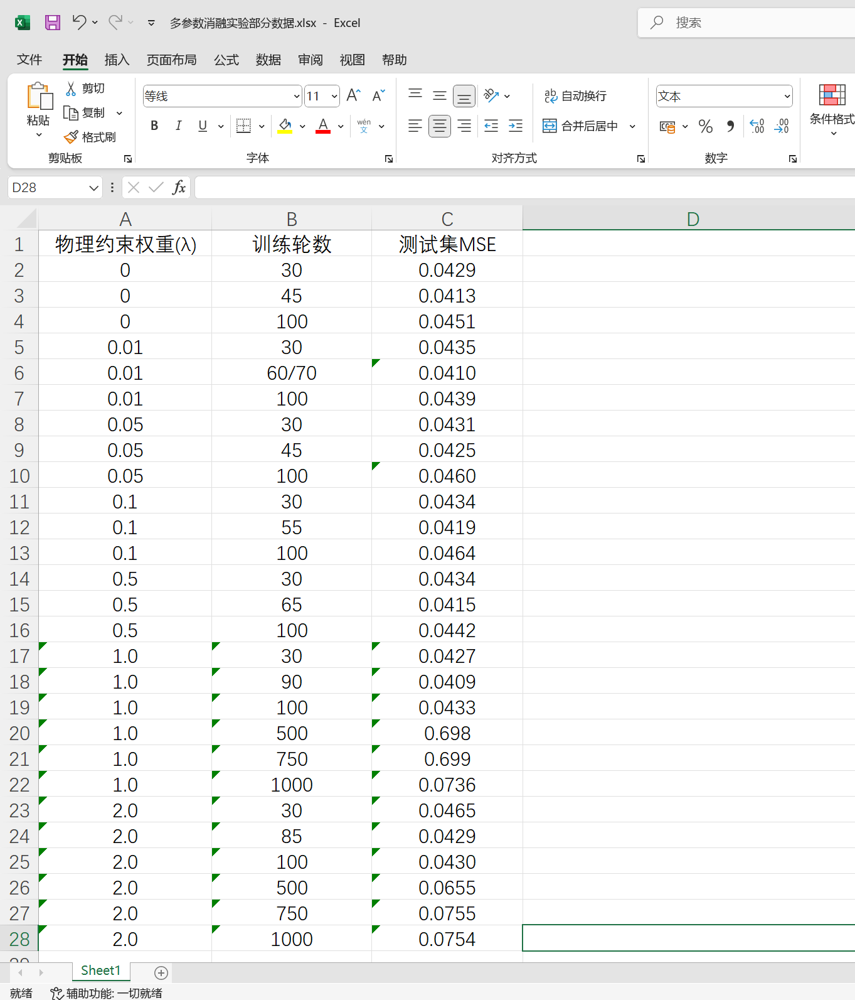 多参数消融实验部分数据.xlsx - Excel
搜索
文件 开始 插入 页面布局 公式 数据 审阅 视图 帮助
粘贴 剪切 复制 格式刷
剪贴板
等线 11
B I U A wén 文
字体
ab 自动换行
合并后居中
对齐方式
文本
% .00
数字
条件格式
D28 fx
A B C D
1 物理约束权重(λ) 训练轮数 测试集MSE
2 0 30 0.0429
3 0 45 0.0413
4 0 100 0.0451
5 0.01 30 0.0435
6 0.01 60/70 0.0410
7 0.01 100 0.0439
8 0.05 30 0.0431
9 0.05 45 0.0425
10 0.05 100 0.0460
11 0.1 30 0.0434
12 0.1 55 0.0419
13 0.1 100 0.0464
14 0.5 30 0.0434
15 0.5 65 0.0415
16 0.5 100 0.0442
17 1.0 30 0.0427
18 1.0 90 0.0409
19 1.0 100 0.0433
20 1.0 500 0.698
21 1.0 750 0.699
22 1.0 1000 0.0736
23 2.0 30 0.0465
24 2.0 85 0.0429
25 2.0 100 0.0430
26 2.0 500 0.0655
27 2.0 750 0.0755
28 2.0 1000 0.0754
Sheet1
就绪 辅助功能: 一切就绪